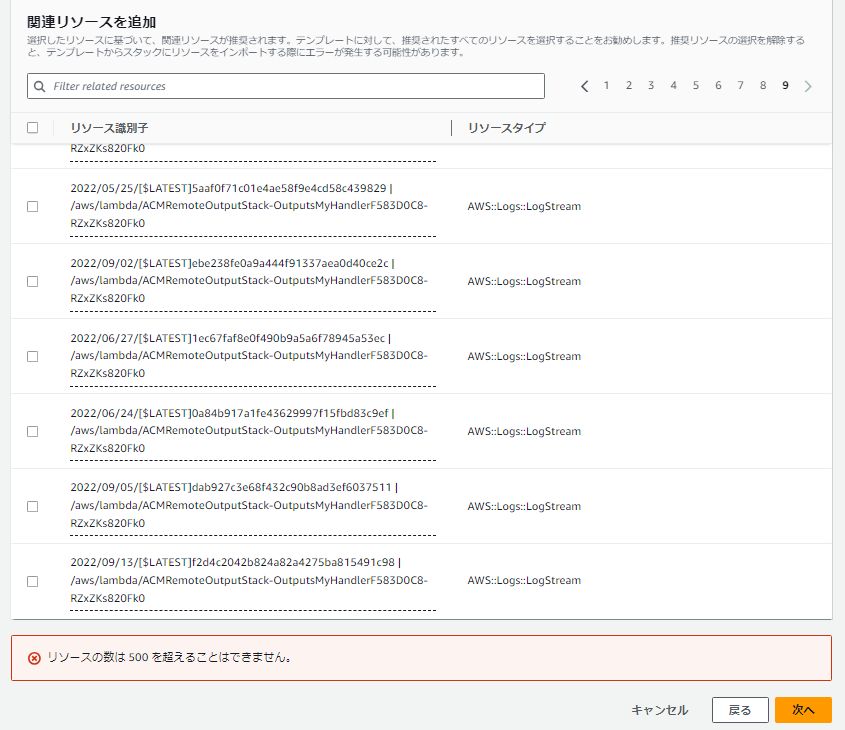 関連リソースを追加
選択したリソースに基づいて、関連リソースが推奨されます。テンプレートに対して、推奨されたすべてのリソースを選択することをお勧めします。推奨リソースの選択を解除する
と、テンプレートからスタックにリソースをインポートする際にエラーが発生する可能性があります。
Filter related resources
1 2 3 4 5 6 7 8 9
リソース識別子 リソースタイプ
RZxZKs820Fk0
2022/05/25/[$LATEST]5aaf0f71c01e4ae58f9e4cd58c439829 |
/aws/lambda/ACMRemoteOutputStack-OutputsMyHandlerF583D0C8- AWS::Logs::LogStream
RZxZKs820Fk0
2022/09/02/[$LATEST]ebe238fe0a9a444f91337aea0d40ce2c |
/aws/lambda/ACMRemoteOutputStack-OutputsMyHandlerF583D0C8- AWS::Logs::LogStream
RZxZKs820Fk0
2022/06/27/[$LATEST]1ec67faf8e0f490b9a5a6f78945a53ec |
/aws/lambda/ACMRemoteOutputStack-OutputsMyHandlerF583D0C8- AWS::Logs::LogStream
RZxZKs820Fk0
2022/06/24/[$LATEST]0a84b917a1fe43629997f15fbd83c9ef |
/aws/lambda/ACMRemoteOutputStack-OutputsMyHandlerF583D0C8- AWS::Logs::LogStream
RZxZKs820Fk0
2022/09/05/[$LATEST]dab927c3e68f432c90b8ad3ef6037511 |
/aws/lambda/ACMRemoteOutputStack-OutputsMyHandlerF583D0C8- AWS::Logs::LogStream
RZxZKs820Fk0
2022/09/13/[$LATEST]f2d4c2042b824a82a4275ba815491c98 |
/aws/lambda/ACMRemoteOutputStack-OutputsMyHandlerF583D0C8- AWS::Logs::LogStream
RZxZKs820Fk0
リソースの数は 500 を超えることはできません。
キャンセル 戻る 次へ